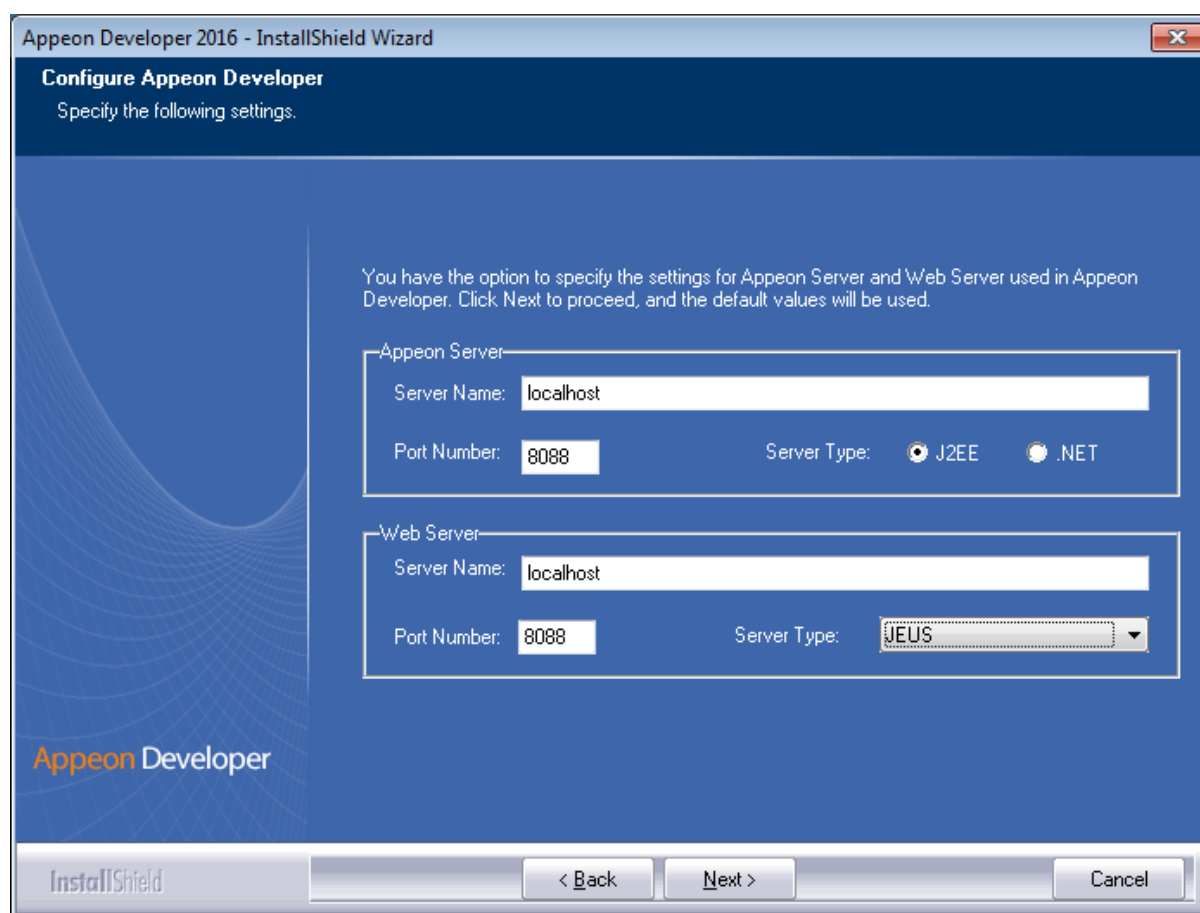 Appeon Developer 2016 - InstallShield Wizard
Configure Appeon Developer
Specify the following settings.
You have the option to specify the settings for Appeon Server and Web Server used in Appeon
Developer. Click Next to proceed, and the default values will be used.
Appeon Server
Server Name: localhost
Port Number: 8088 Server Type: J2EE .NET
Web Server
Server Name: localhost
Port Number: 8088 Server Type: JEUS
Appeon Developer
InstallShield < Back Next > Cancel